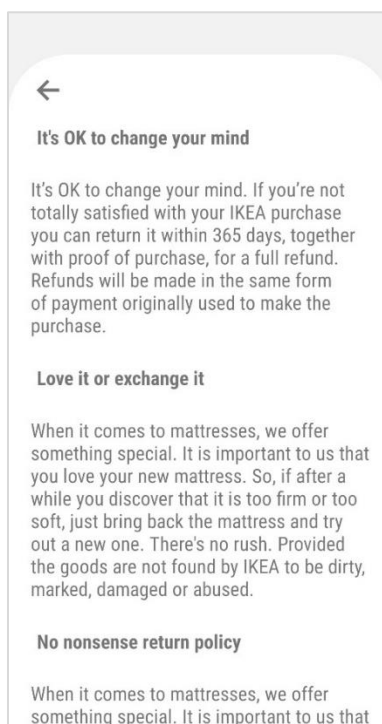 It's OK to change your mind
It's OK to change your mind. If you're not
totally satisfied with your IKEA purchase
you can return it within 365 days, together
with proof of purchase, for a full refund.
Refunds will be made in the same form
of payment originally used to make the
purchase.
Love it or exchange it
When it comes to mattresses, we offer
something special. It is important to us that
you love your new mattress. So, if after a
while you discover that it is too firm or too
soft, just bring back the mattress and try
out a new one. There's no rush. Provided
the goods are not found by IKEA to be dirty,
marked, damaged or abused.
No nonsense return policy
When it comes to mattresses, we offer
something special. It is important to us that